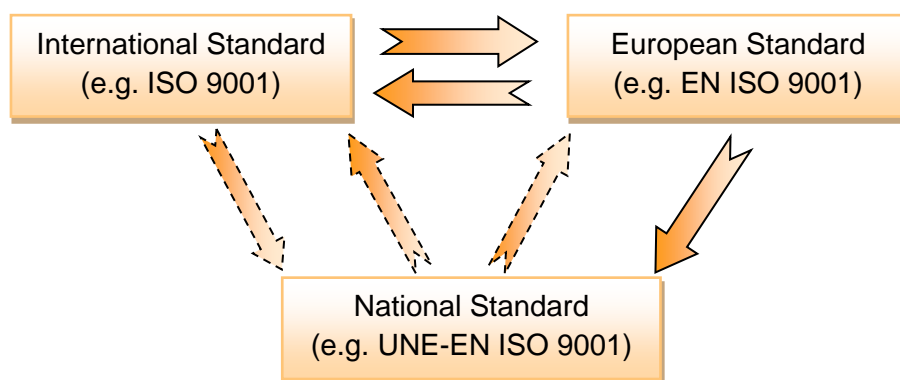 International Standard
(e.g. ISO 9001)
European Standard
(e.g. EN ISO 9001)
National Standard
(e.g. UNE-EN ISO 9001)